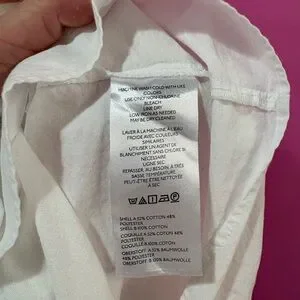 MACHINE WASH COLD WITH LIKE
COLORS
USE ONLY NON-CHLORINE
BLEACH
LINE DRY
LOW IRON AS NEEDED
MAY BE DRY CLEANED
LAVER À LA MACHINE À L'EAU
FROIDE AVEC COULEURS
SIMILAIRES
UTILISER UN AGENT DE
BLANCHIMENT SANS CHLORE SI
NECESSAIRE
LIGNE SEC
REPASSER, AU BESOIN, À TRÈS
BASSE TEMPERATURE
PEUT-ÊTRE NETTOYÉ À
SEC
SHELL A 52% COTTON 48%
POLYESTER
SHELL B 100% COTTON
COQUILLE A 52% COTON 48%
POLYESTER
COQUILLE B 100% COTON
OBERSTOFF A 52% BAUMWOLLE
48% POLYESTER
OBERSTOFF B 100% BAUMWOLLE